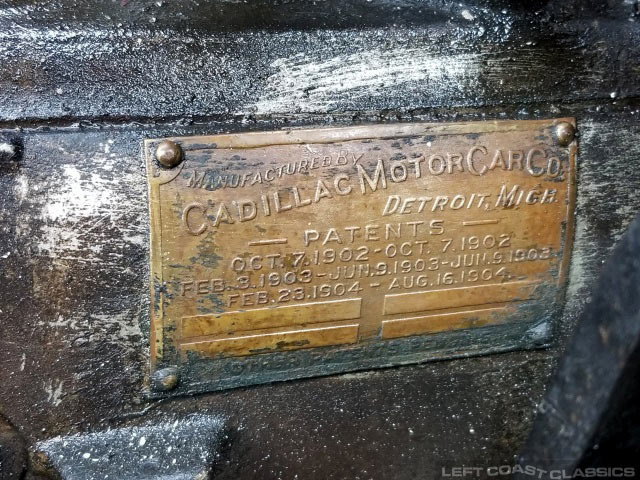 MANUFACTURED BY
CADILLAC MOTOR CAR CO.
DETROIT, MICH.
— PATENTS —
OCT. 7. 1902 - OCT. 7. 1902
FEB. 3. 1903 - JUN. 9. 1903 - JUN. 9. 1903
FEB. 23. 1904 - AUG. 16. 1904
LEFT COAST CLASSICS